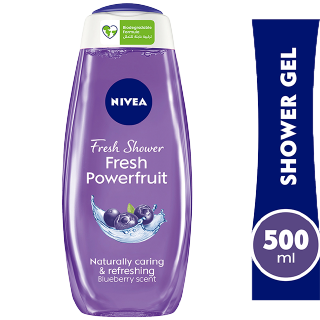 Biodegradable
Formula
NIVEA
Fresh Shower
Fresh
Powerfruit
Naturally caring
& refreshing
Blueberry scent
SHOWER GEL
500
ml